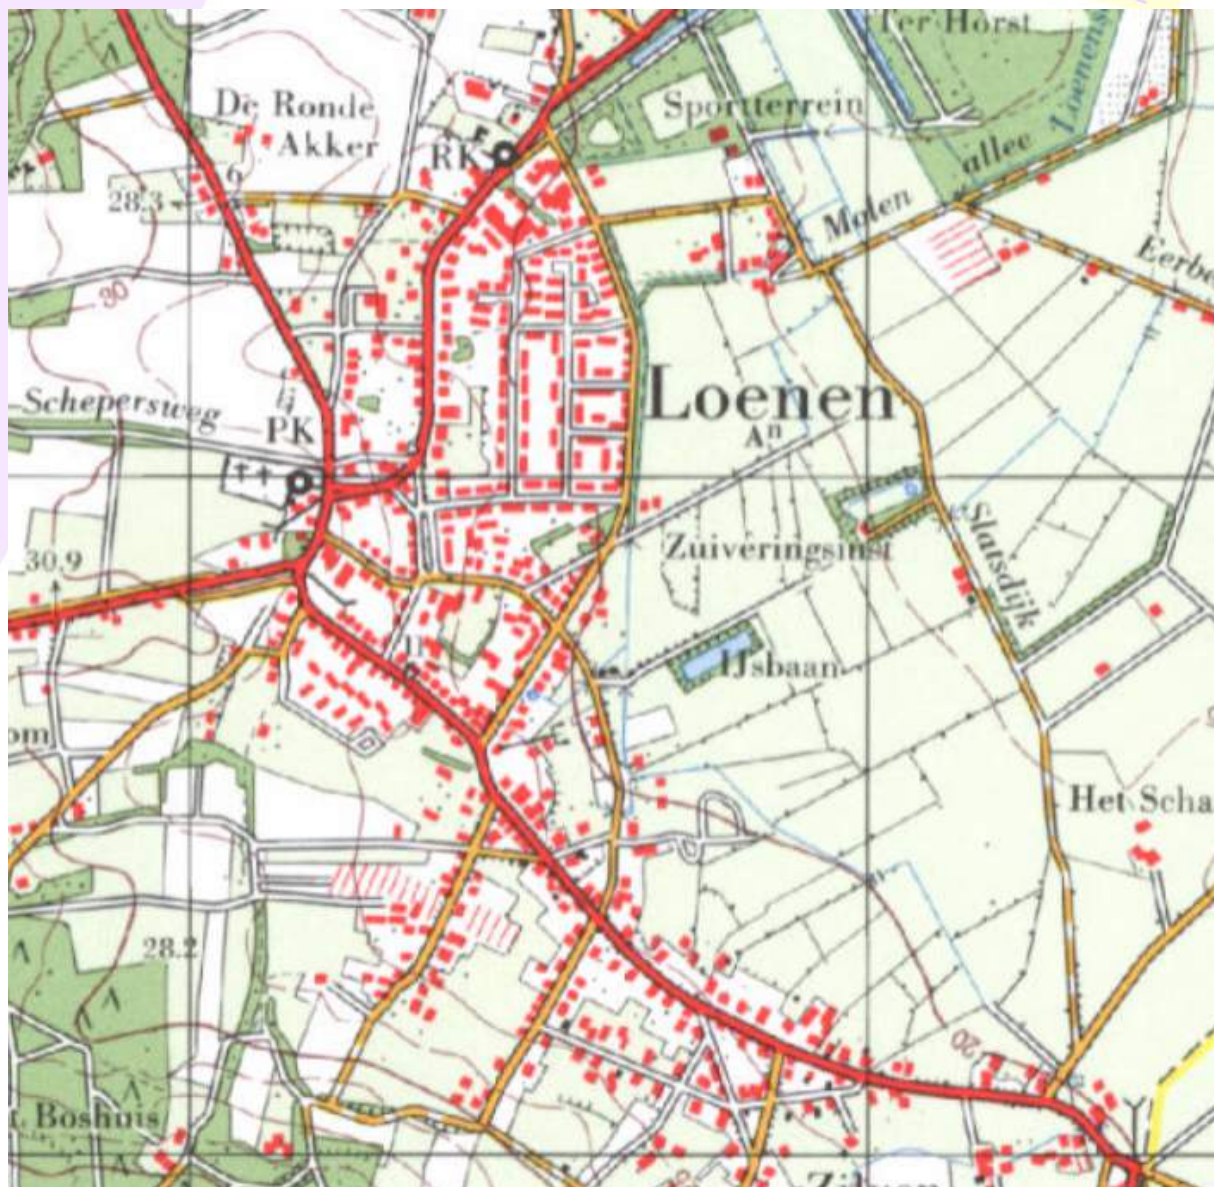 Ter Horst
De Ronde
Akker
Sportterrein
Loenens
allee
RK
6
28.3
Molen
Eerbe
30
Loenen
Schepersweg
PK
Aⁿ
Zuiveringsinst
Slatsdijk
30.9
IJsbaan
om
Het Scha
28.2
20
t. Boshuis